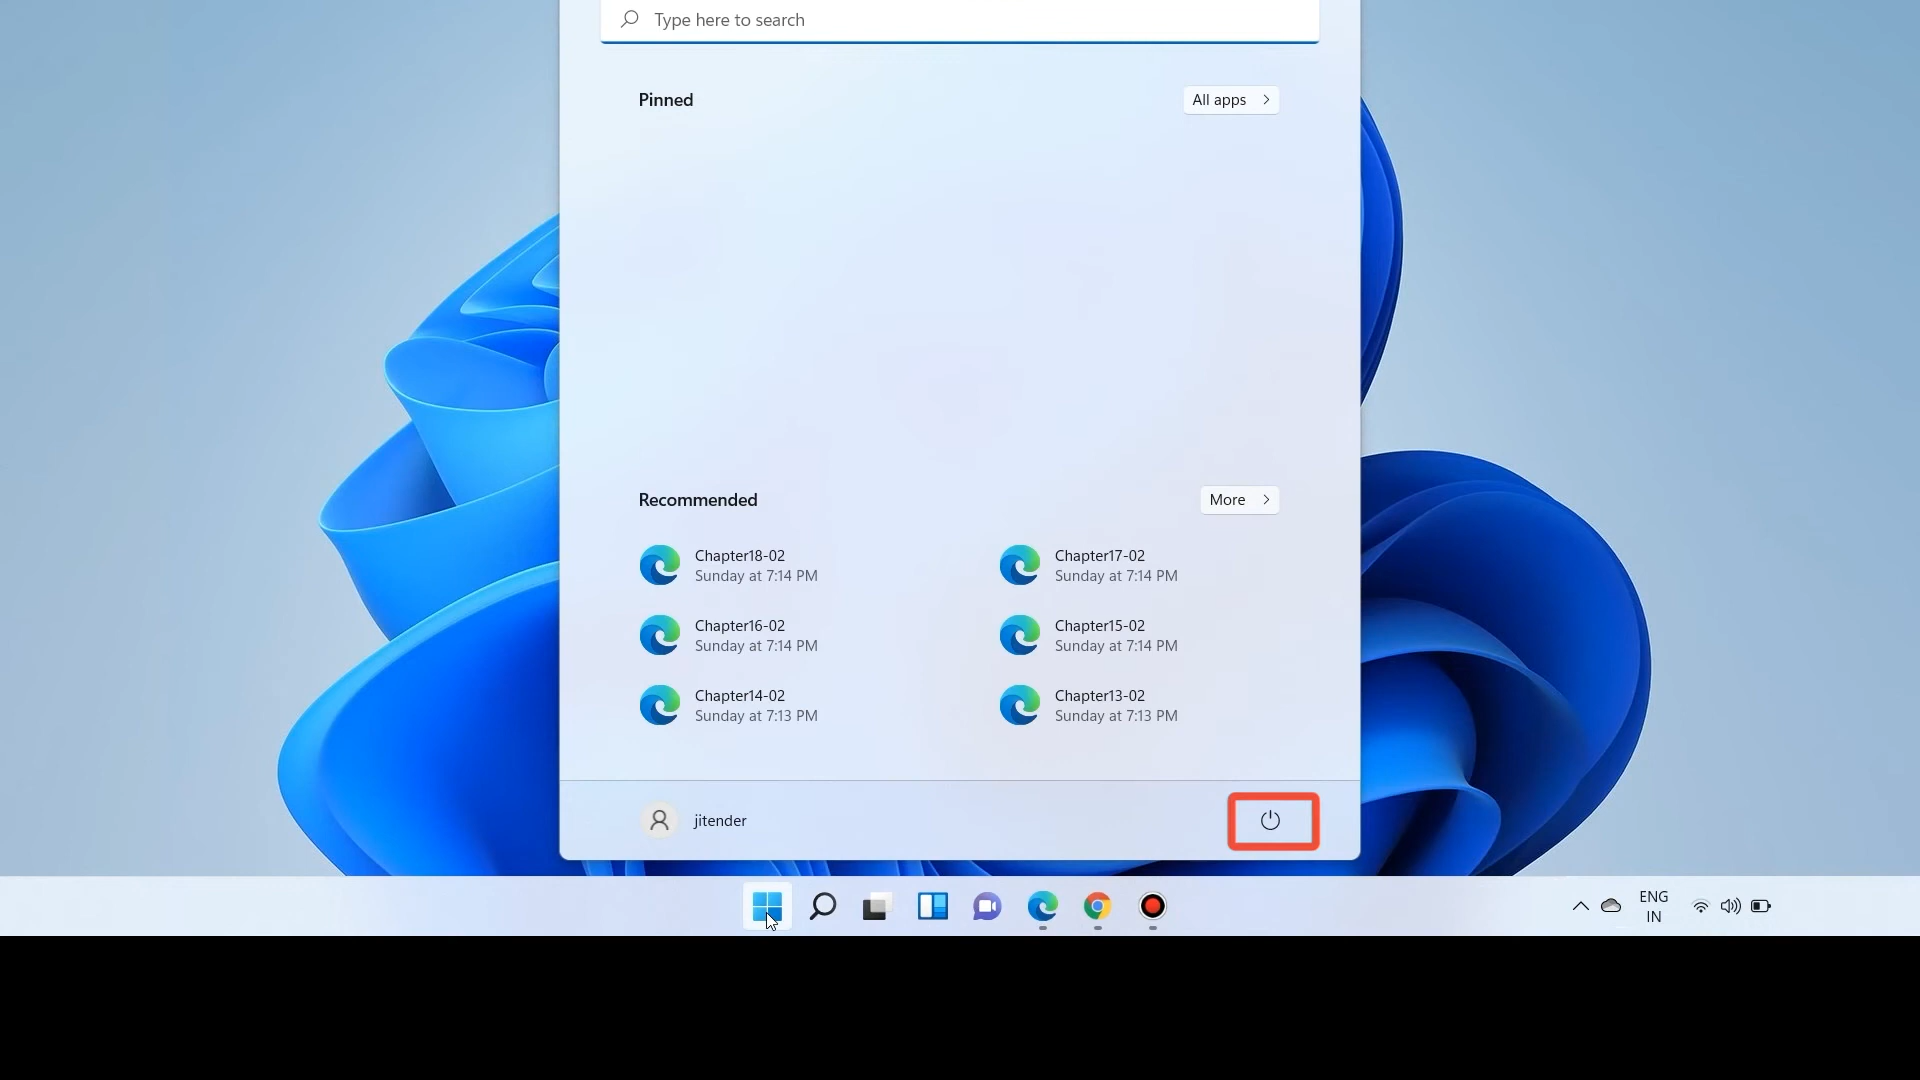 Type here to search
Pinned
All apps
Recommended
More
Chapter18-02
Sunday at 7:14 PM
Chapter17-02
Sunday at 7:14 PM
Chapter16-02
Sunday at 7:14 PM
Chapter15-02
Sunday at 7:14 PM
Chapter14-02
Sunday at 7:13 PM
Chapter13-02
Sunday at 7:13 PM
jitender
ENG
IN